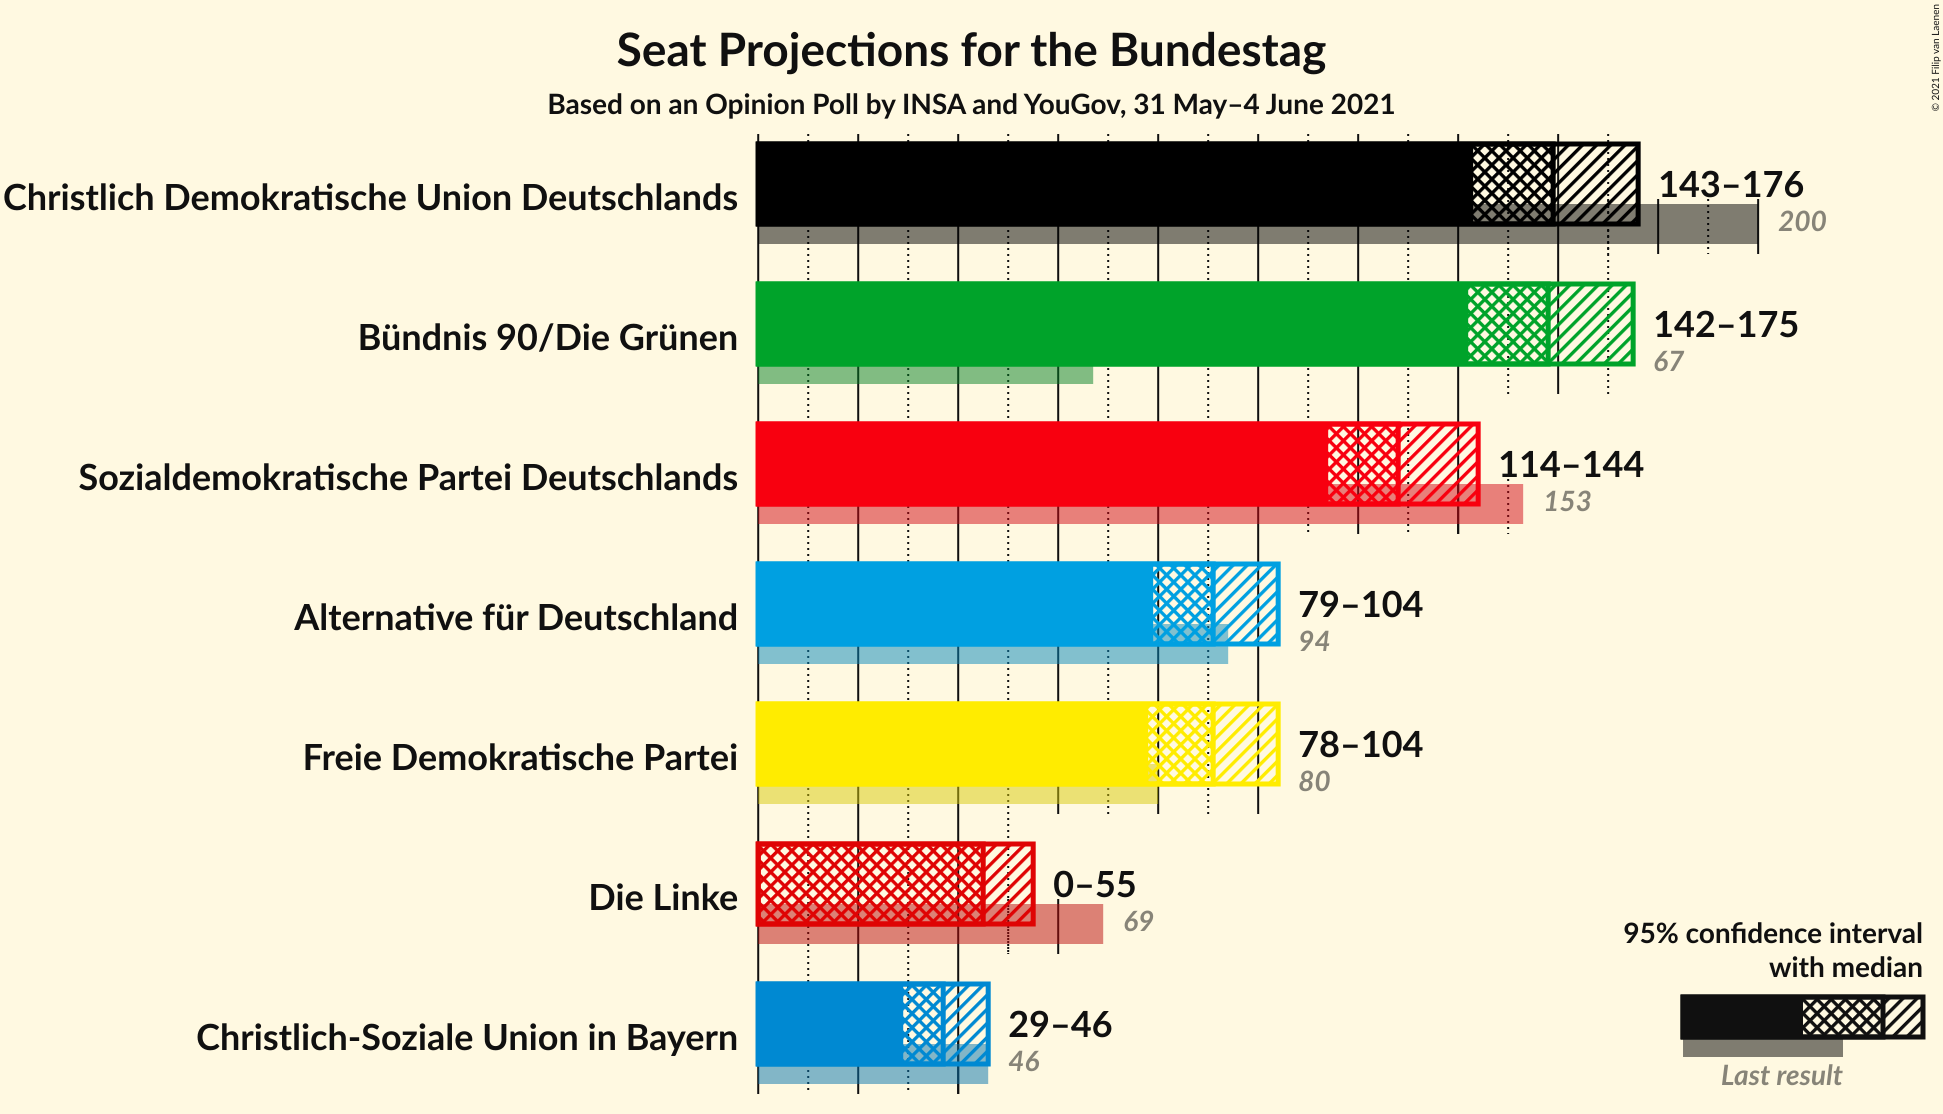 Seat Projections for the Bundestag
Based on an Opinion Poll by INSA and YouGov, 31 May–4 June 2021
© 2021 Filip van Laenen
Christlich Demokratische Union Deutschlands
143–176
200
Bündnis 90/Die Grünen
142–175
67
Sozialdemokratische Partei Deutschlands
114–144
153
Alternative für Deutschland
79–104
94
Freie Demokratische Partei
78–104
80
Die Linke
0–55
69
Christlich-Soziale Union in Bayern
29–46
46
95% confidence interval
with median
Last result